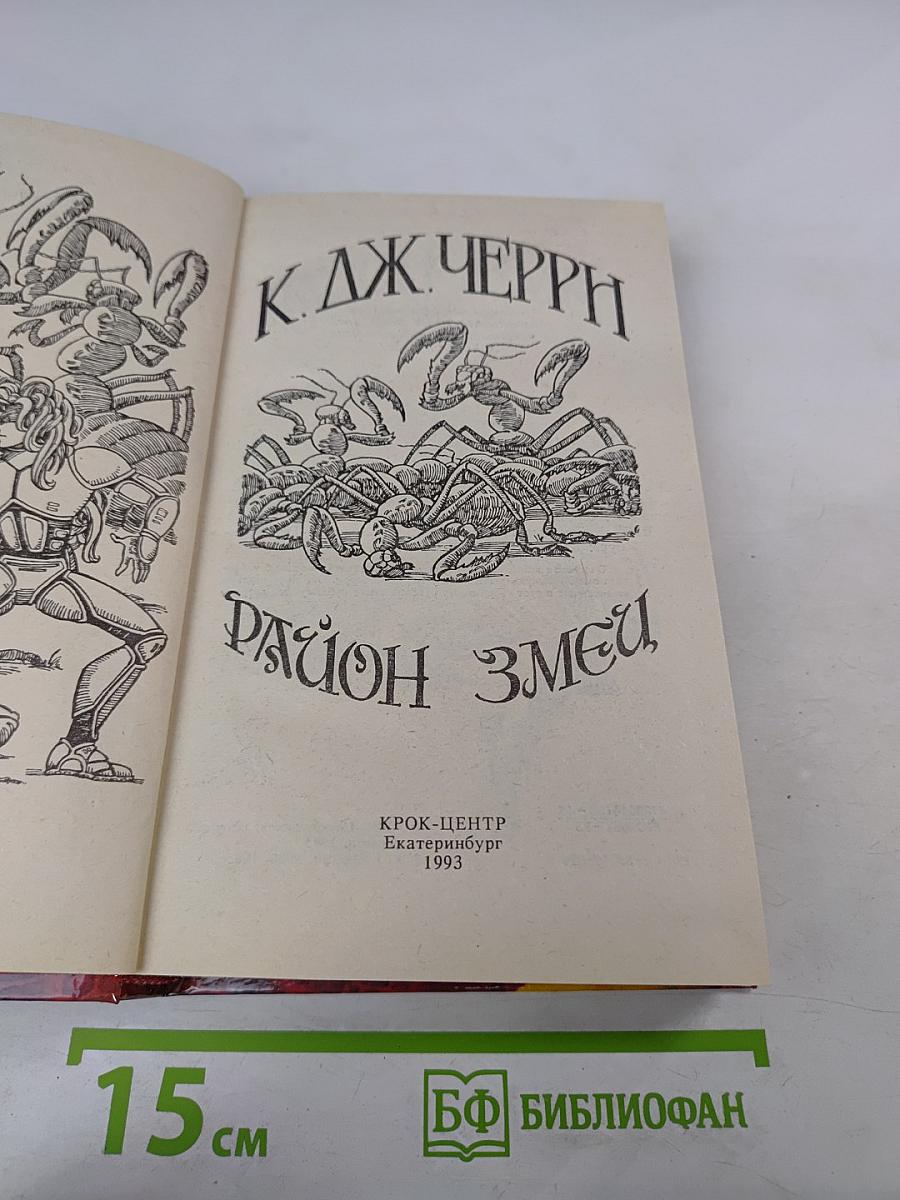 К. ДЖ. ЧЕРРИ
РАЙОН ЗМЕИ
КРОК-ЦЕНТР
Екатеринбург
1993
15 см
БФ БИБЛИОФАН